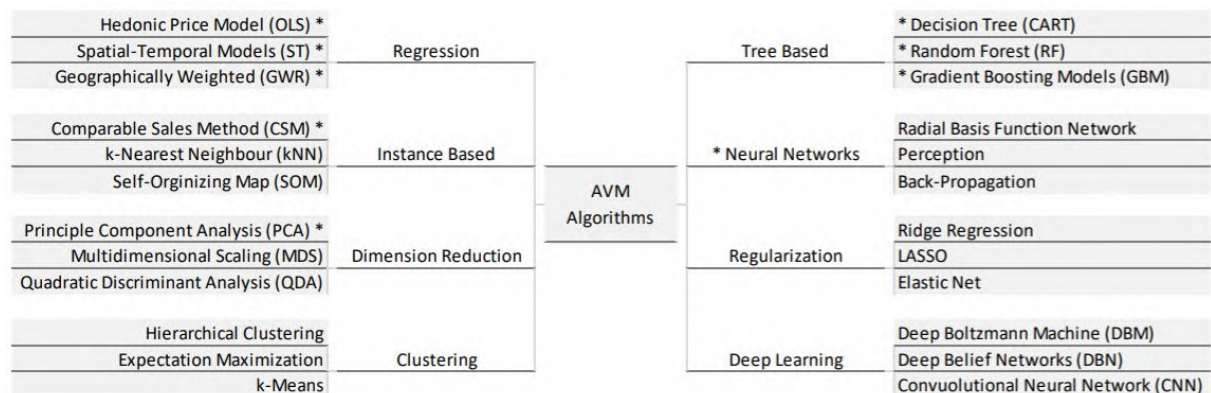 Hedonic Price Model (OLS) *
Spatial-Temporal Models (ST) *
Geographically Weighted (GWR) *
Regression
Comparable Sales Method (CSM) *
k-Nearest Neighbour (kNN)
Self-Orginizing Map (SOM)
Instance Based
Principle Component Analysis (PCA) *
Multidimensional Scaling (MDS)
Quadratic Discriminant Analysis (QDA)
Dimension Reduction
Hierarchical Clustering
Expectation Maximization
k-Means
Clustering
AVM
Algorithms
Tree Based
* Decision Tree (CART)
* Random Forest (RF)
* Gradient Boosting Models (GBM)
* Neural Networks
Radial Basis Function Network
Perception
Back-Propagation
Regularization
Ridge Regression
LASSO
Elastic Net
Deep Learning
Deep Boltzmann Machine (DBM)
Deep Belief Networks (DBN)
Convuolutional Neural Network (CNN)